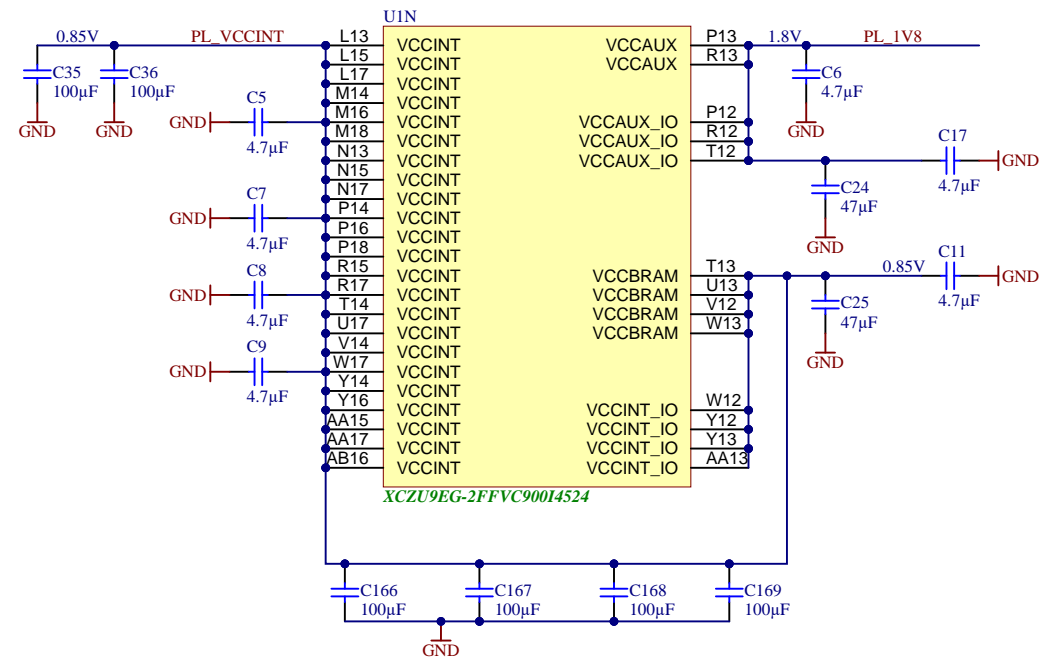 U1N
0.85V PL_VCCINT L13 VCCINT VCCAUX P13 1.8V PL_1V8
L15 VCCINT VCCAUX R13
C35 C36 L17 VCCINT C6
100µF 100µF M14 VCCINT 4.7µF
C5
GND GND GND M16 VCCINT VCCAUX_IO P12 GND
4.7µF M18 VCCINT VCCAUX_IO R12 C17
N13 VCCINT VCCAUX_IO T12 GND
N15 VCCINT 4.7µF
C7 N17 VCCINT C24
47µF
GND P14 VCCINT
4.7µF P16 VCCINT GND
P18 VCCINT C11
C8 R15 VCCINT VCCBRAM T13 0.85V GND
GND R17 VCCINT VCCBRAM U13 4.7µF
T14 VCCINT VCCBRAM V12 C25
4.7µF U17 VCCINT VCCBRAM W13 47µF
C9 V14 VCCINT
GND W17 VCCINT GND
4.7µF Y14 VCCINT
Y16 VCCINT VCCINT_IO W12
AA15 VCCINT VCCINT_IO Y12
AA17 VCCINT VCCINT_IO Y13
AB16 VCCINT VCCINT_IO AA13
XCZU9EG-2FFVC900I4524
C166 C167 C168 C169
100µF 100µF 100µF 100µF
GND